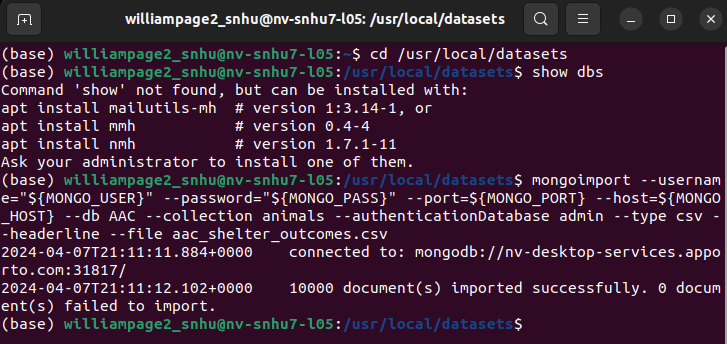 williampage2_snhu@nv-snhu7-l05: /usr/local/datasets
(base) williampage2_snhu@nv-snhu7-l05:~$ cd /usr/local/datasets
(base) williampage2_snhu@nv-snhu7-l05:/usr/local/datasets$ show dbs
Command 'show' not found, but can be installed with:
apt install mailutils-mh  # version 1:3.14-1, or
apt install mmh           # version 0.4-4
apt install nmh           # version 1.7.1-11
Ask your administrator to install one of them.
(base) williampage2_snhu@nv-snhu7-l05:/usr/local/datasets$ mongoimport --usernam
e="${MONGO_USER}" --password="${MONGO_PASS}" --port=${MONGO_PORT} --host=${MONGO
_HOST} --db AAC --collection animals --authenticationDatabase admin --type csv -
-headerline --file aac_shelter_outcomes.csv
2024-04-07T21:11:11.884+0000    connected to: mongodb://nv-desktop-services.appo
rto.com:31817/
2024-04-07T21:11:12.102+0000    10000 document(s) imported successfully. 0 docum
ent(s) failed to import.
(base) williampage2_snhu@nv-snhu7-l05:/usr/local/datasets$